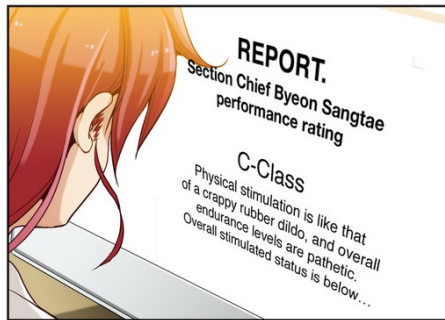 REPORT.
Section Chief Byeon Sangtae
performance rating
C-Class
Physical stimulation is like that
of a crappy rubber dildo, and overall
endurance levels are pathetic.
Overall stimulated status is below...